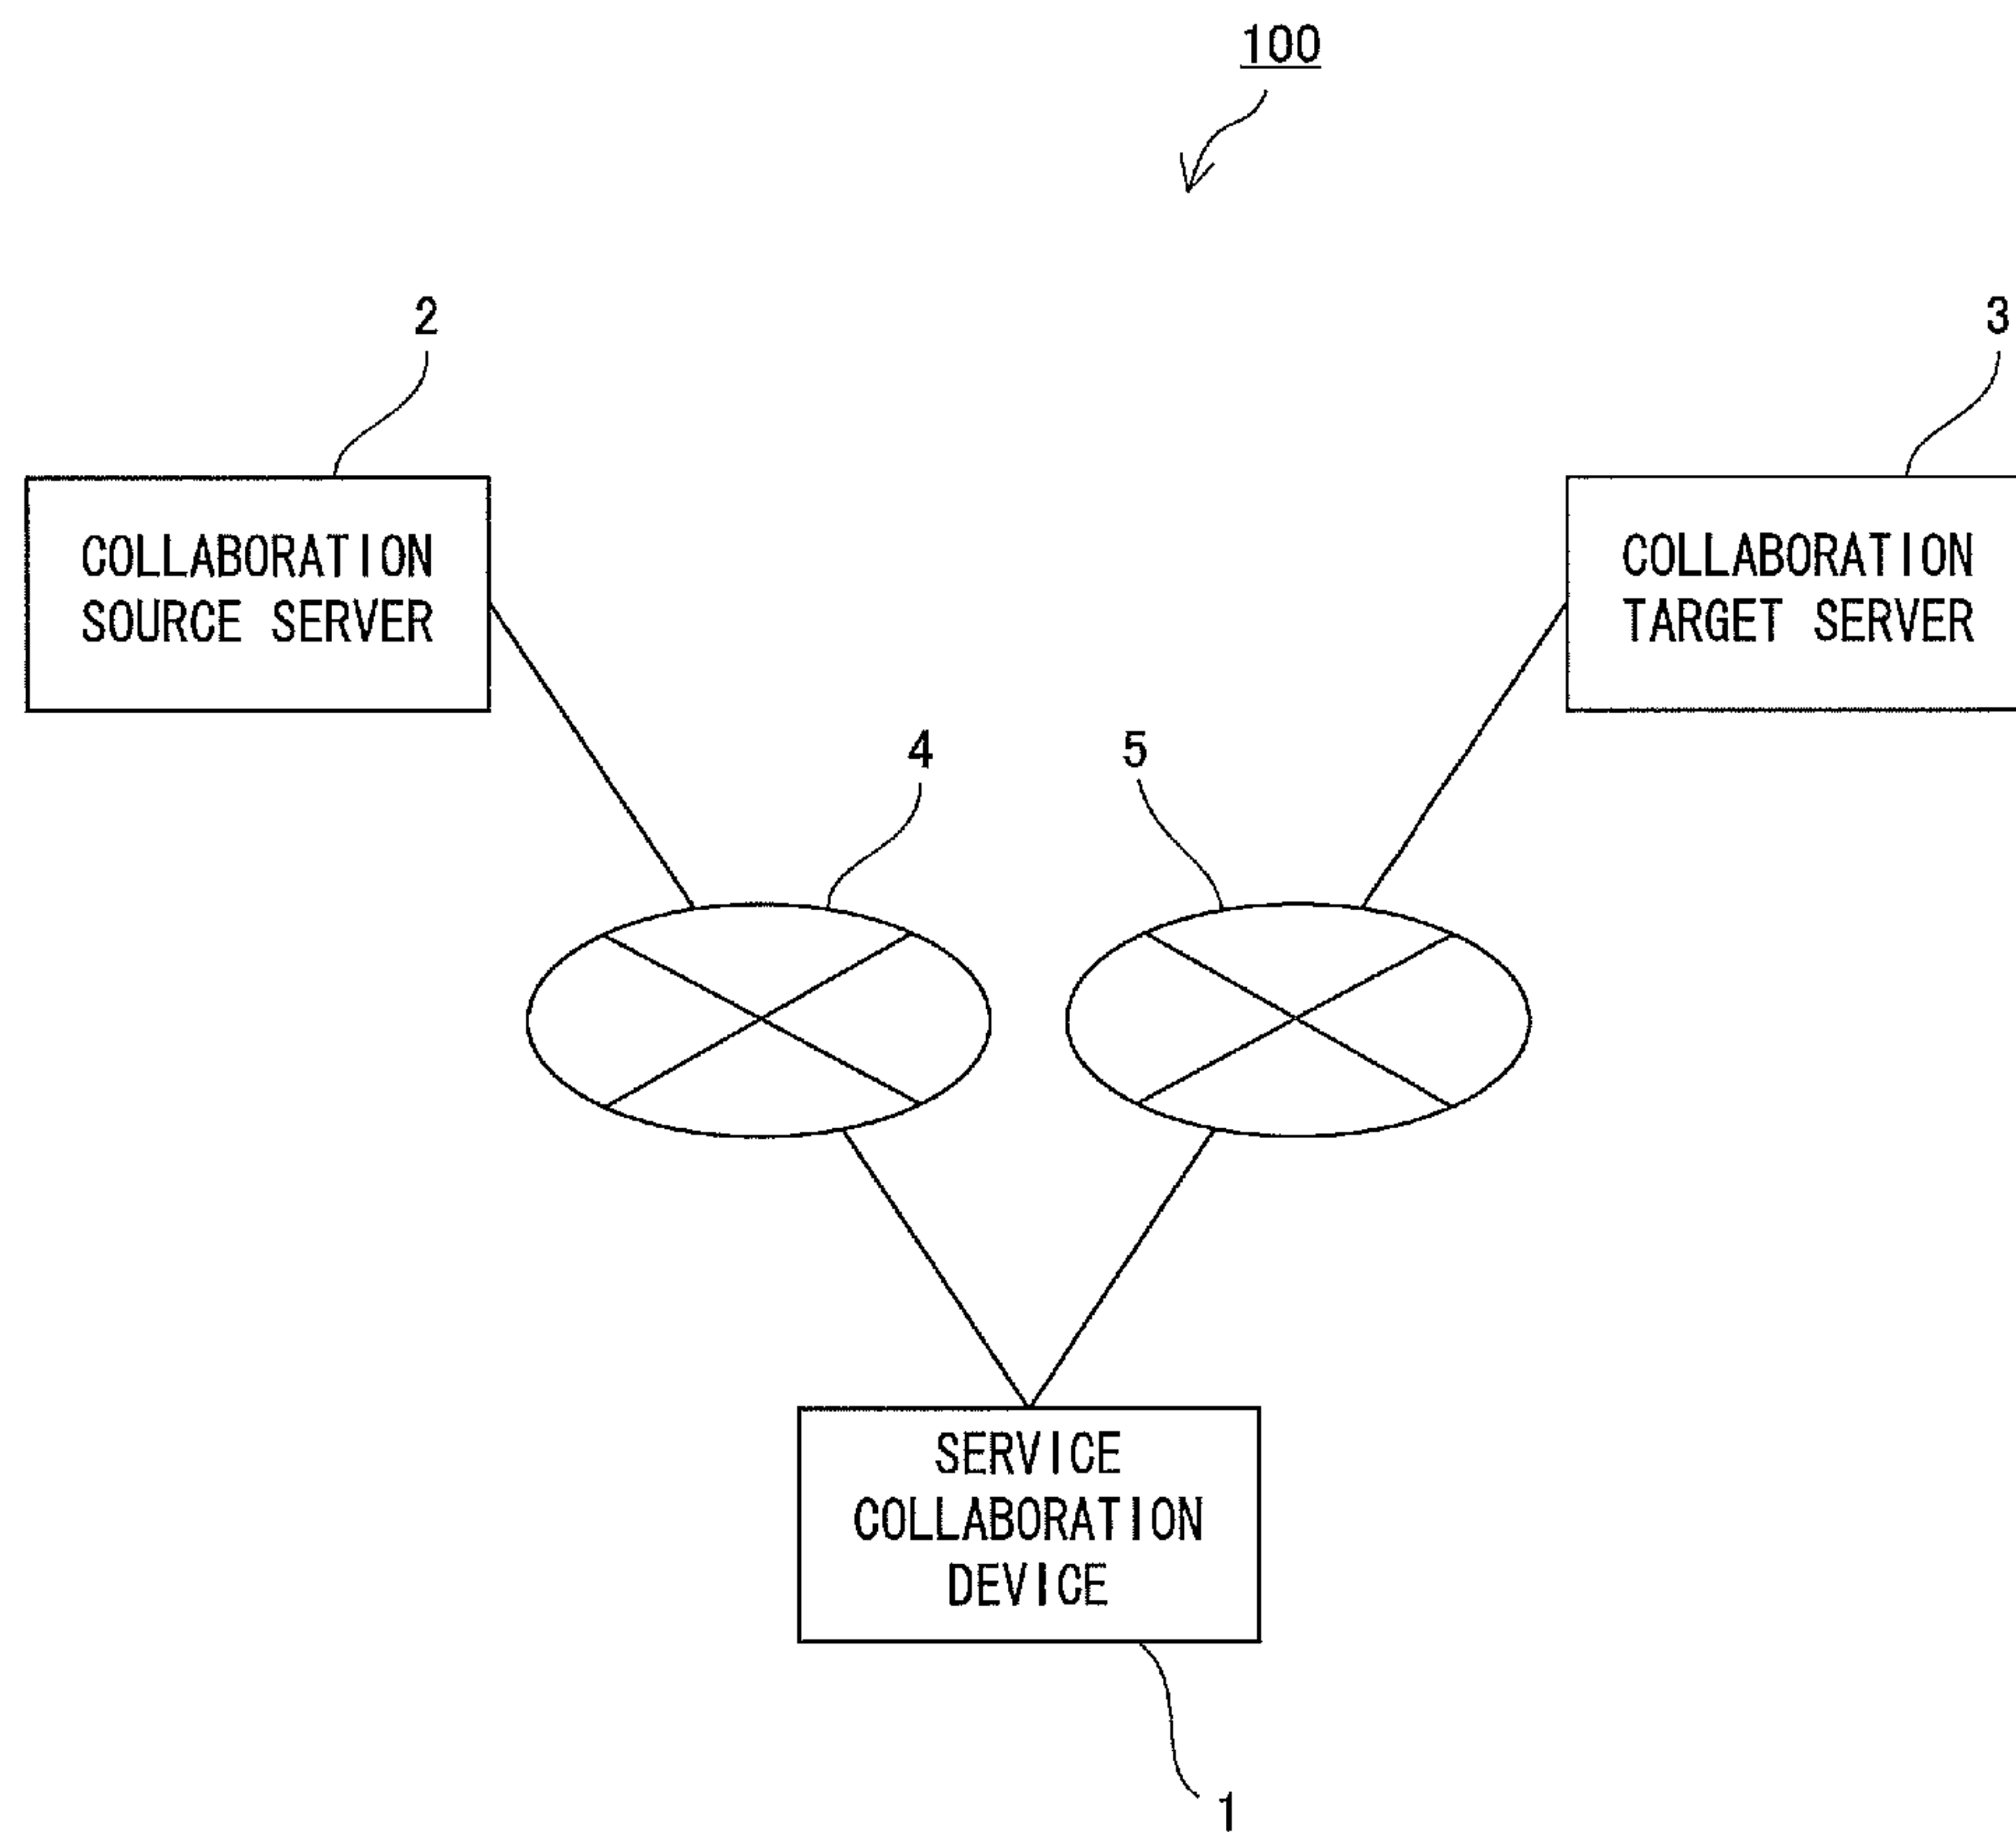 100
2
3
COLLABORATION
SOURCE SERVER
COLLABORATION
TARGET SERVER
4
5
SERVICE
COLLABORATION
DEVICE
1